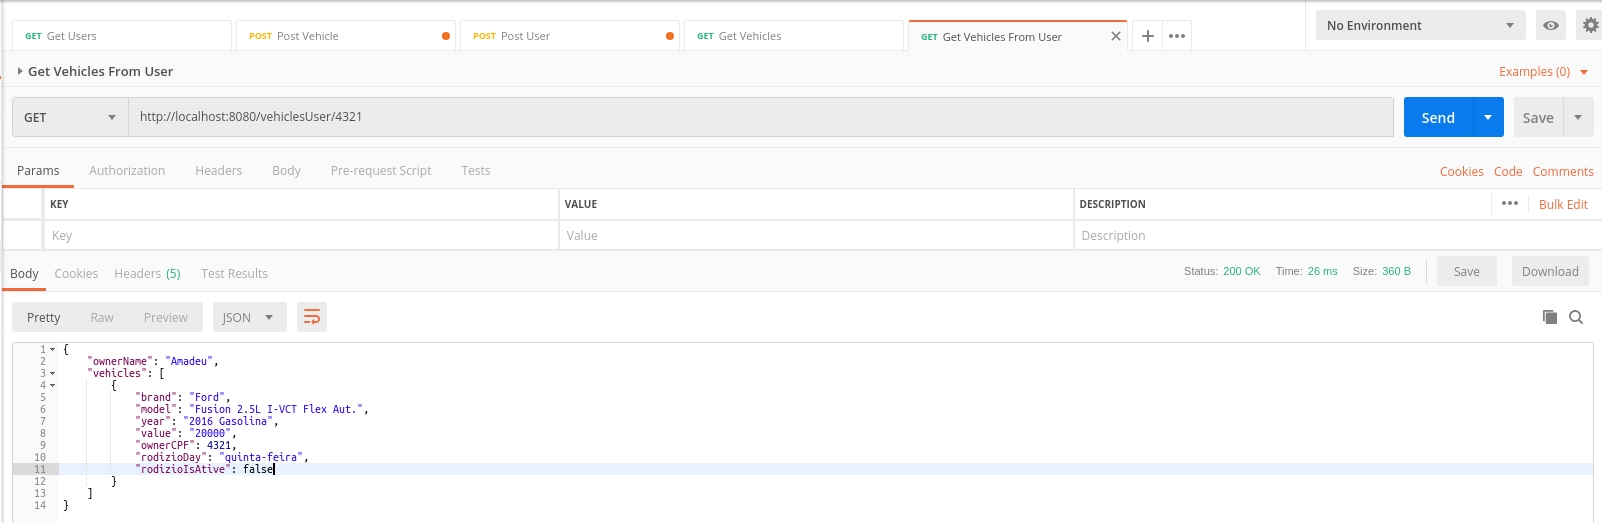 GET Get Users POST Post Vehicle POST Post User GET Get Vehicles GET Get Vehicles From User No Environment
Get Vehicles From User Examples (0)
GET http://localhost:8080/vehiclesUser/4321 Send Save
Params Authorization Headers Body Pre-request Script Tests Cookies Code Comments
KEY VALUE DESCRIPTION Bulk Edit
Key Value Description
Body Cookies Headers (5) Test Results Status: 200 OK Time: 26 ms Size: 360 B Save Download
Pretty Raw Preview JSON
1 {
2 "ownerName": "Amadeu",
3 "vehicles": [
4 {
5 "brand": "Ford",
6 "model": "Fusion 2.5L I-VCT Flex Aut.",
7 "year": "2016 Gasolina",
8 "value": "20000",
9 "ownerCPF": 4321,
10 "rodizioDay": "quinta-feira",
11 "rodizioIsAtive": false
12 }
13 ]
14 }